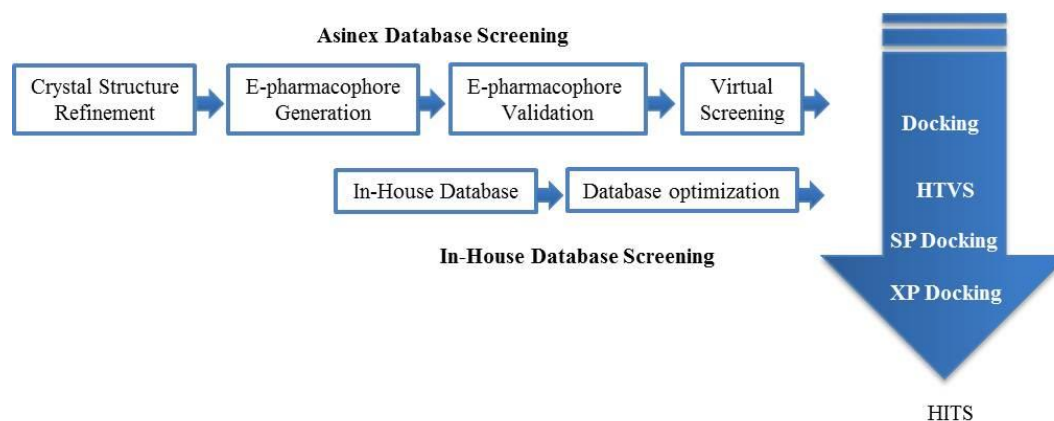 Asinex Database Screening
Crystal Structure
Refinement
E-pharmacophore
Generation
E-pharmacophore
Validation
Virtual
Screening
In-House Database
Database optimization
In-House Database Screening
Docking
HTVS
SP Docking
XP Docking
HITS